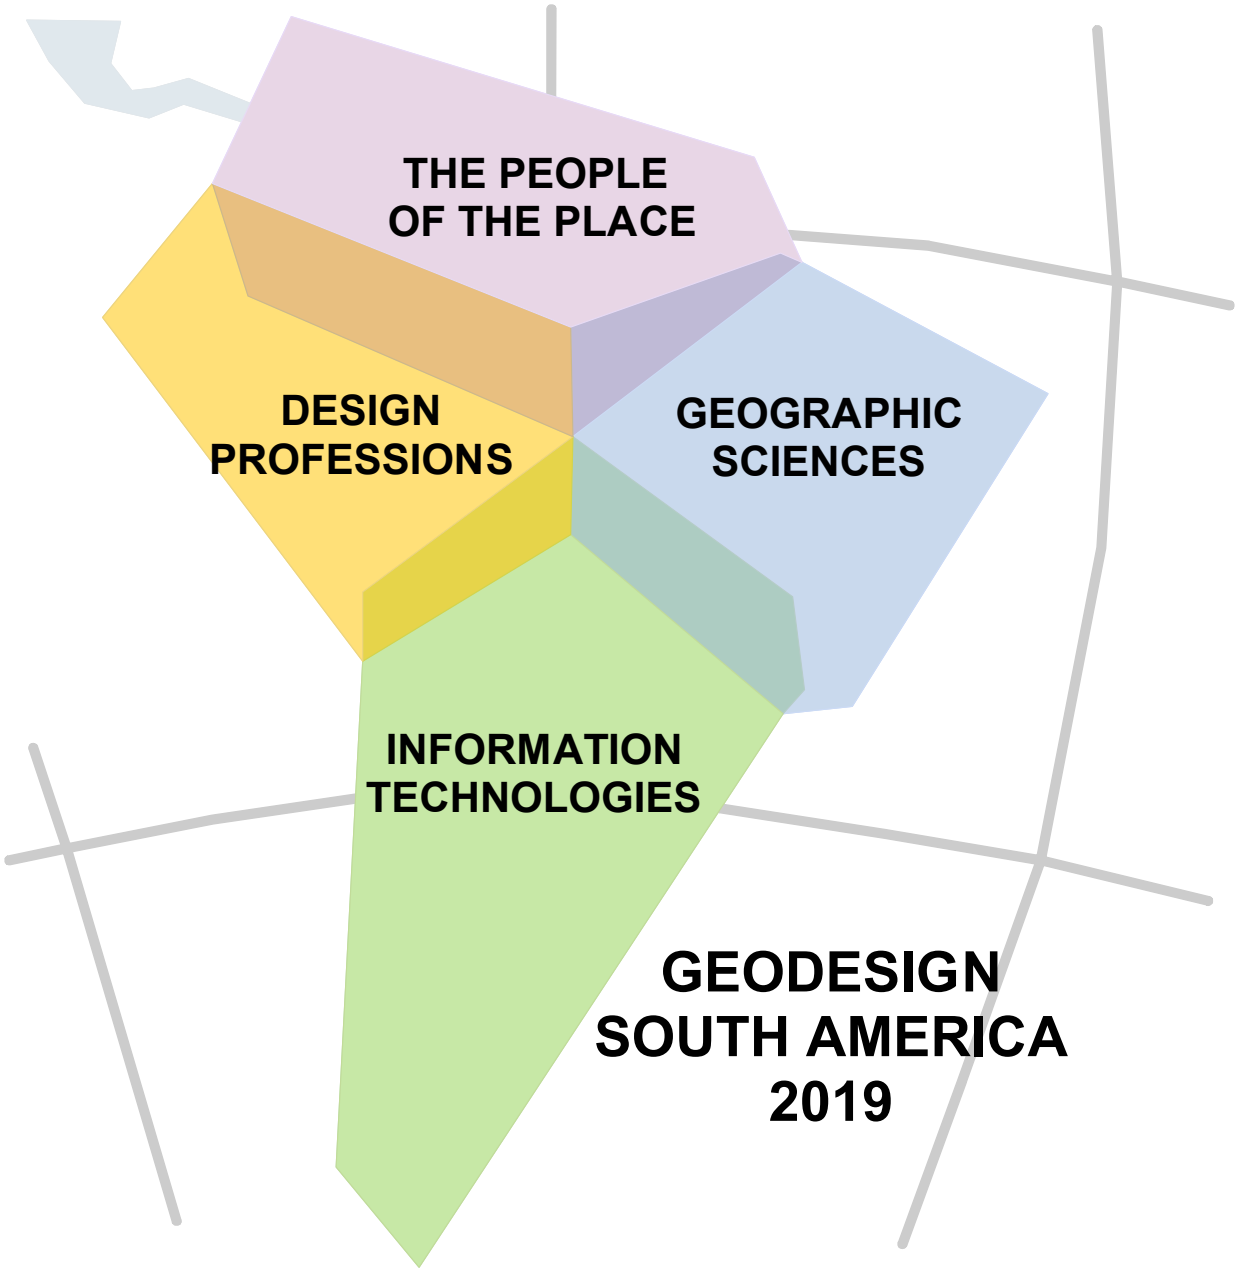 THE PEOPLE
OF THE PLACE
DESIGN
PROFESSIONS
GEOGRAPHIC
SCIENCES
INFORMATION
TECHNOLOGIES
GEODESIGN
SOUTH AMERICA
2019